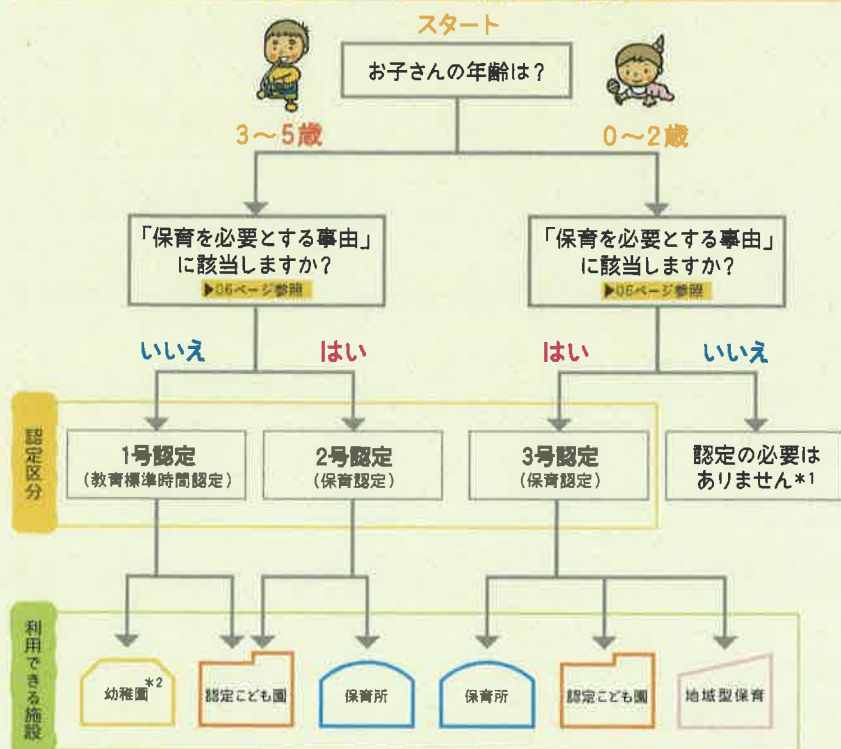 スタート
お子さんの年齢は?
3～5歳
0～2歳
「保育を必要とする事由」
に該当しますか?
▶06ページ参照
「保育を必要とする事由」
に該当しますか?
▶06ページ参照
いいえ
はい
はい
いいえ
認定区分
1号認定
(教育標準時間認定)
2号認定
(保育認定)
3号認定
(保育認定)
認定の必要は
ありません*1
利用できる施設
幼稚園*2
認定こども園
保育所
保育所
認定こども園
地域型保育